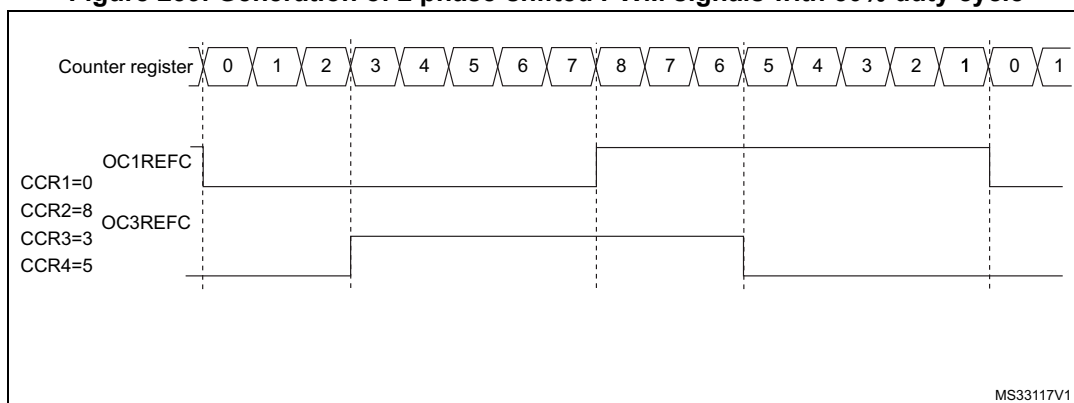 Figure 208. Generation of 2 phase-shifted PWM signals with 50% duty cycle
Counter register 0 1 2 3 4 5 6 7 8 7 6 5 4 3 2 1 0 1
OC1REFC
CCR1=0
CCR2=8
OC3REFC
CCR3=3
CCR4=5
MS33117V1